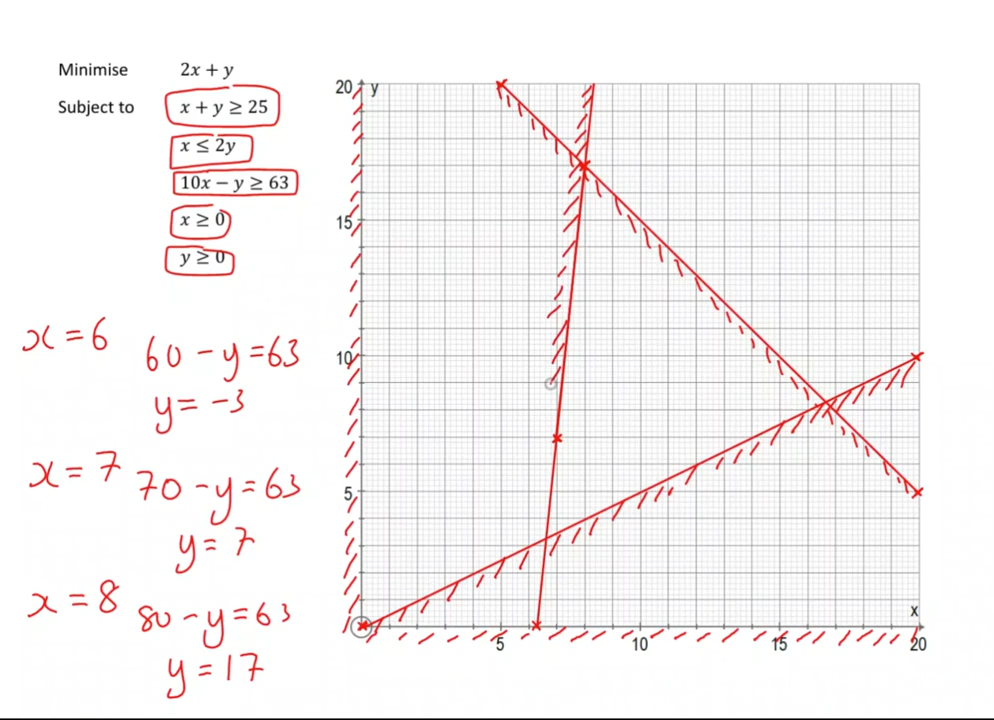 Minimise 2x + y
Subject to x + y ≥ 25
x ≤ 2y
10x − y ≥ 63
x ≥ 0
y ≥ 0
x = 6 60 − y = 63
y = −3
x = 7 70 − y = 63
y = 7
x = 8 80 − y = 63
y = 17
20 y
15
10
5
x
5 10 15 20